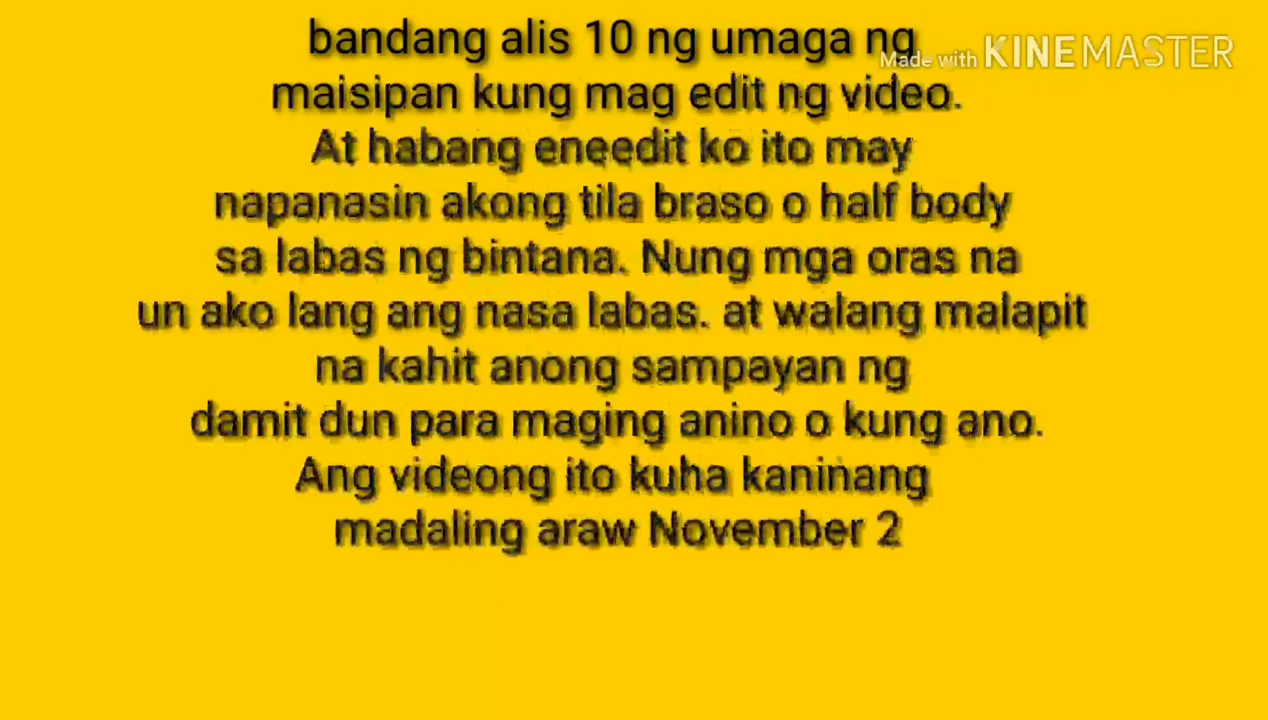 bandang alis 10 ng umaga ng
Made with KINEMASTER
maisipan kung mag edit ng video.
At habang eneedit ko ito may
napanasin akong tila braso o half body
sa labas ng bintana. Nung mga oras na
un ako lang ang nasa labas. at walang malapit
na kahit anong sampayan ng
damit dun para maging anino o kung ano.
Ang videong ito kuha kaninang
madaling araw November 2